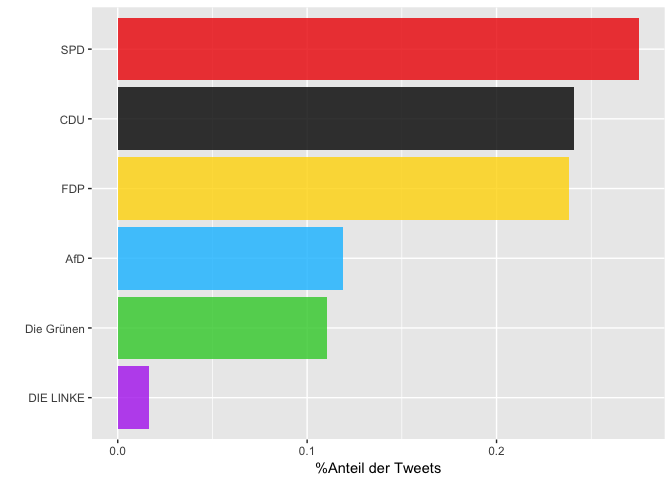 SPD
CDU
FDP
AfD
Die Grünen
DIE LINKE
0.0 0.1 0.2
%Anteil der Tweets